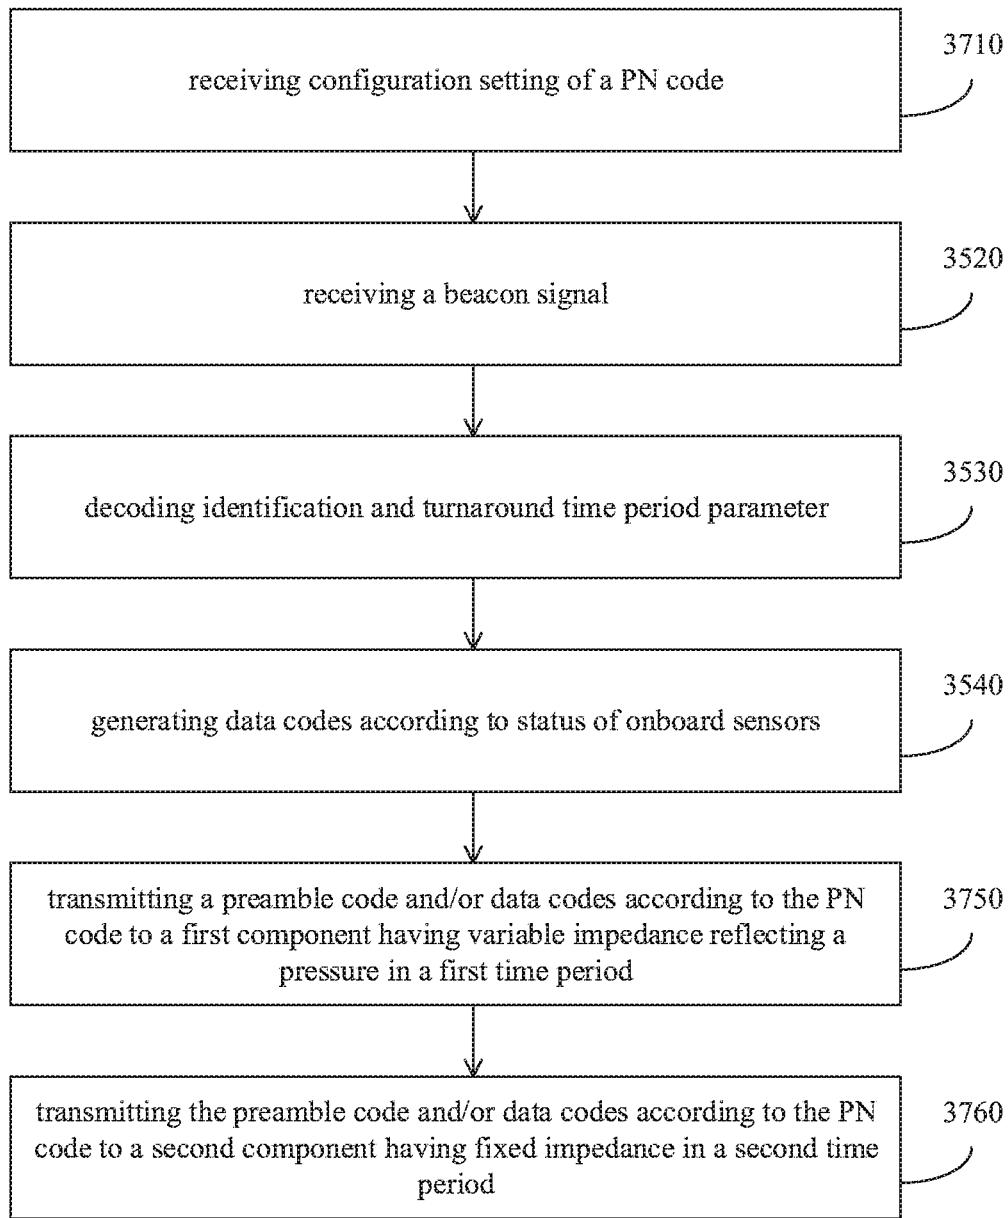 3710
receiving configuration setting of a PN code
3520
receiving a beacon signal
3530
decoding identification and turnaround time period parameter
3540
generating data codes according to status of onboard sensors
3750
transmitting a preamble code and/or data codes according to the PN
code to a first component having variable impedance reflecting a
pressure in a first time period
3760
transmitting the preamble code and/or data codes according to the PN
code to a second component having fixed impedance in a second time
period